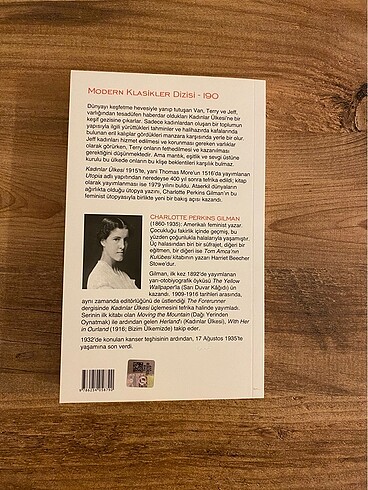 MODERN KLASİKLER DİZİSİ - 190
Dünyayı keşfetme hevesiyle yanıp tutuşan Van, Terry ve Jeff,
varlığından tesadüfen haberdar oldukları Kadınlar Ülkesi'ne bir
keşif gezisine çıkarlar. Sadece kadınlardan oluşan bir toplumun
yapısıyla ilgili yürüttükleri tahminler ve halihazırda kafalarında
bulunan eril kalıplar gördükleri manzara karşısında yerle bir olur.
Jeff kadınları hizmet edilmesi ve korunması gereken varlıklar
olarak görürken, Terry onların fethedilmesi ve kazanılması
gerektiğini düşünmektedir. Ama mantık, eşitlik ve sevgi üstüne
kurulu bu ülkede onların bu klişe beklentileri karşılanmayacaktır.
Kadınlar Ülkesi 1915'te, yani Thomas More'un 1516'da yayımlanan
Utopia adlı yapıtından neredeyse 400 yıl sonra tefrika edildi; kitap
olarak yayımlanması ise 1979 yılını buldu. Ataerkil dünyaların
ağırlıkta olduğu ütopya yazını, Charlotte Perkins Gilman'ın bu
feminist ütopyasıyla birlikte yeni bir bakış açısı kazandı.
CHARLOTTE PERKINS GILMAN
(1860-1935): Amerikalı feminist yazar.
Çocukluğu fakirlik içinde geçmiş, bu
yüzden çoğunlukla halalarıyla yaşamıştır.
Üç halasından biri bir süfrajet, diğeri bir
eğitmen, bir diğeri ise Tom Amca'nın
Kulübesi kitabının yazarı Harriet Beecher
Stowe'dur.
Gilman, ilk kez 1892'de yayımlanan
yarı-otobiyografik öyküsü The Yellow
Wallpaper'la (Sarı Duvar Kâğıdı) ün
kazandı. 1909-1916 tarihleri arasında,
aynı zamanda editörlüğünü de üstlendiği The Forerunner
dergisinde Kadınlar Ülkesi üçlemesini tefrika halinde yayımladı.
Serinin ilk kitabı olan Moving the Mountain (Dağı Yerinden
Oynatmak) ile ardından gelen Herland'i (Kadınlar Ülkesi), With Her
in Ourland (1916; Bizim Ülkemizde) takip eder.
1932'de konulan kanser teşhisinin ardından, 17 Ağustos 1935'te
yaşamına son verdi.